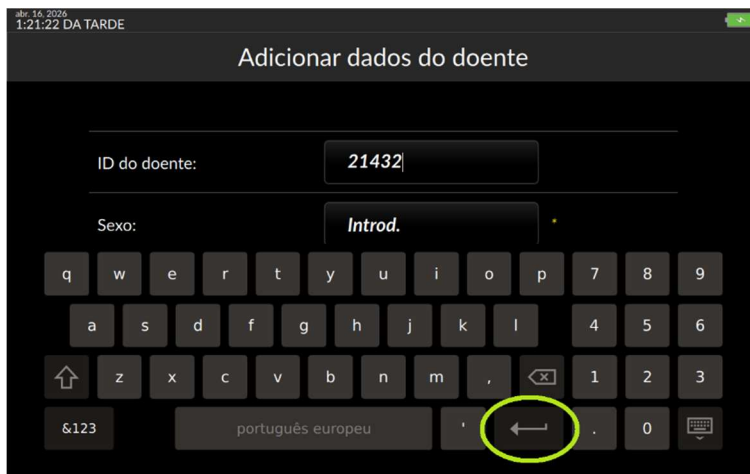 abr. 16, 2026
1:21:22 DA TARDE
Adicionar dados do doente
ID do doente: 21432
Sexo: Introd. *
q w e r t y u i o p 7 8 9
a s d f g h j k l 4 5 6
z x c v b n m , 1 2 3
&123 português europeu ' . 0